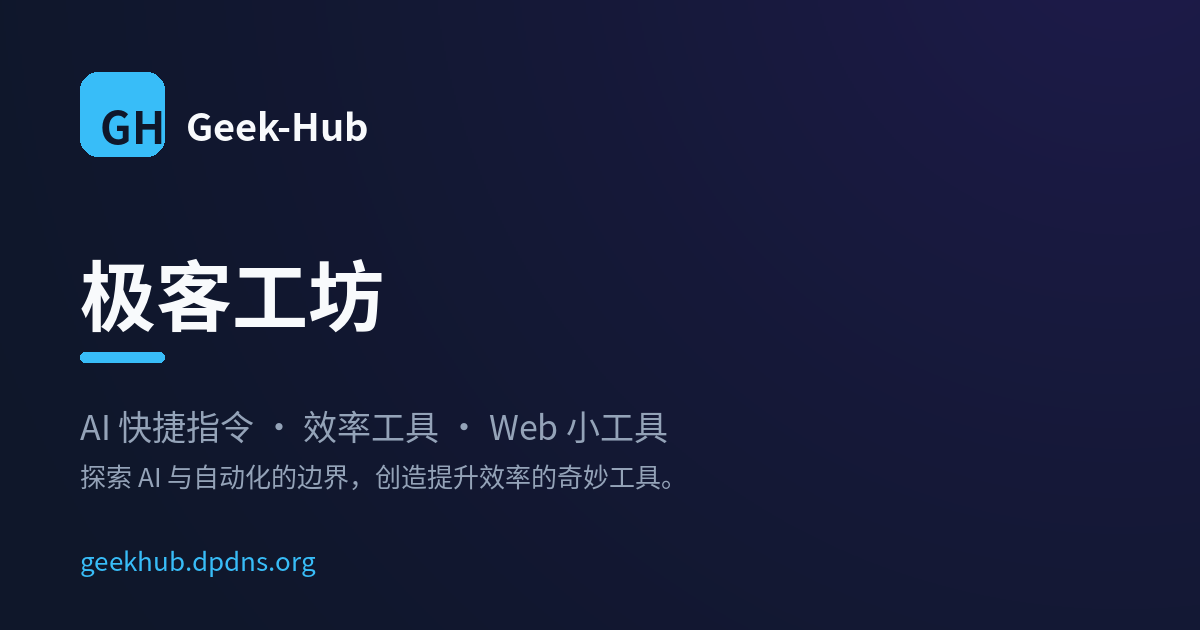 GH
Geek-Hub
极客工坊
AI 快捷指令 · 效率工具 · Web 小工具
探索 AI 与自动化的边界，创造提升效率的奇妙工具。
geekhub.dpdns.org